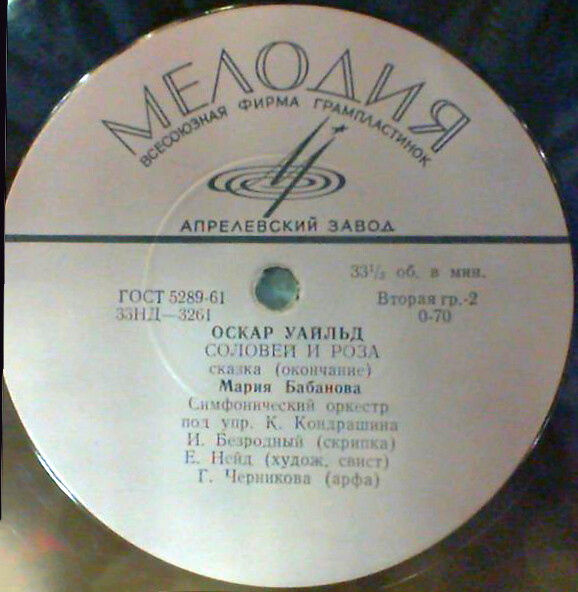 МЕЛОДИЯ
ВСЕСОЮЗНАЯ ФИРМА ГРАМПЛАСТИНОК
АПРЕЛЕВСКИЙ ЗАВОД
33⅓ об. в мин.
ГОСТ 5289-61 Вторая гр.-2
33НД—3261 0-70
ОСКАР УАЙЛЬД
СОЛОВЕЙ И РОЗА
сказка (окончание)
Мария Бабанова
Симфонический оркестр
под упр. К. Кондрашина
И. Безродный (скрипка)
Е. Нейд (худож. свист)
Г. Черникова (арфа)